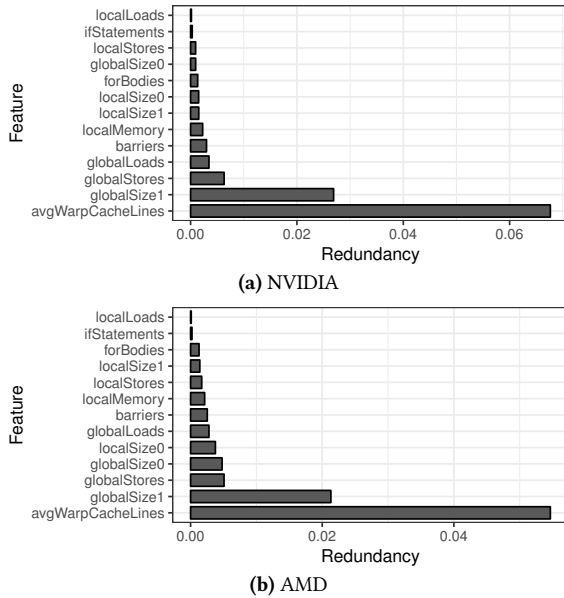 Feature
localLoads
ifStatements
localStores
globalSize0
forBodies
localSize0
localSize1
localMemory
barriers
globalLoads
globalStores
globalSize1
avgWarpCacheLines
0.00 0.02 0.04 0.06
Redundancy
(a) NVIDIA
Feature
localLoads
ifStatements
forBodies
localSize1
localStores
localMemory
barriers
globalLoads
localSize0
globalSize0
globalStores
globalSize1
avgWarpCacheLines
0.00 0.02 0.04
Redundancy
(b) AMD